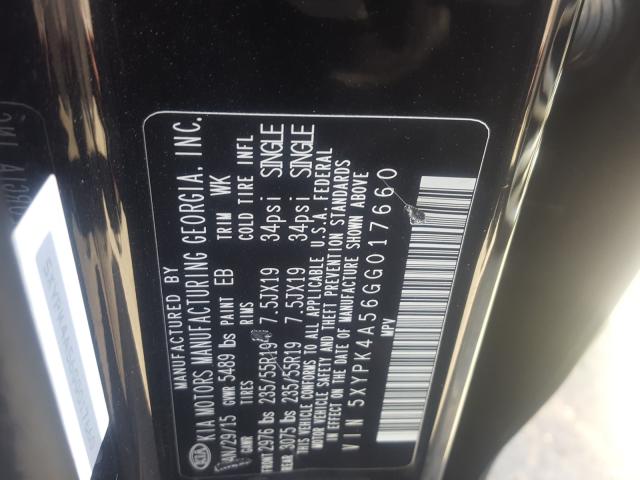 KIA
MANUFACTURED BY
KIA MOTORS MANUFACTURING GEORGIA, INC.
JAN/29/15 GVWR 5489 lbs PAINT EB TRIM WK
GAWR TIRES RIMS COLD TIRE INFL
FRONT 2976 lbs 235/55R19 7.5JX19 34psi SINGLE
REAR 3075 lbs 235/55R19 7.5JX19 34psi SINGLE
THIS VEHICLE CONFORMS TO ALL APPLICABLE U.S.A. FEDERAL
MOTOR VEHICLE SAFETY AND THEFT PREVENTION STANDARDS
IN EFFECT ON THE DATE OF MANUFACTURE SHOWN ABOVE
VIN 5XYPK4A56GG017660
MPV